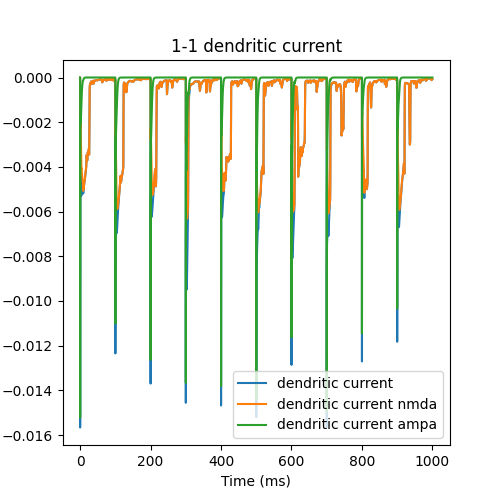 1-1 dendritic current
0.000
−0.002
−0.004
−0.006
−0.008
−0.010
−0.012
−0.014
−0.016
dendritic current
dendritic current nmda
dendritic current ampa
0 200 400 600 800 1000
Time (ms)